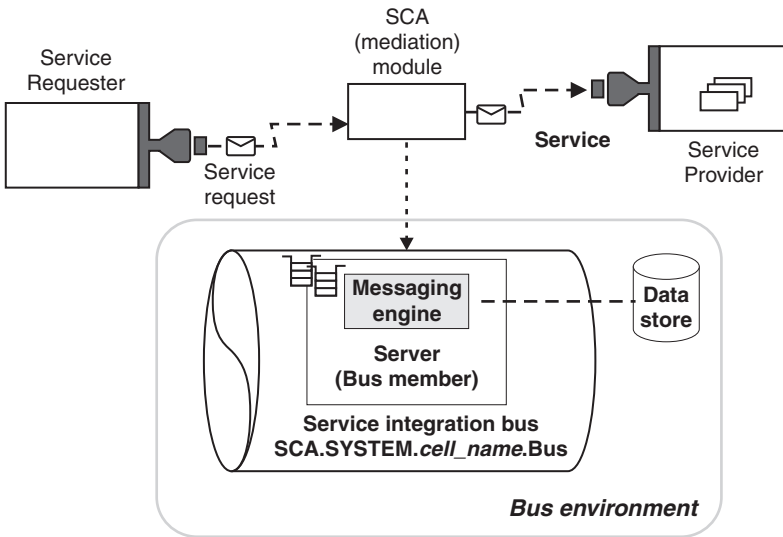 SCA
(mediation)
module
Service
Requester
Service
request
Service
Service
Provider
Messaging
engine
Data
store
Server
(Bus member)
Service integration bus
SCA.SYSTEM.cell_name.Bus
Bus environment